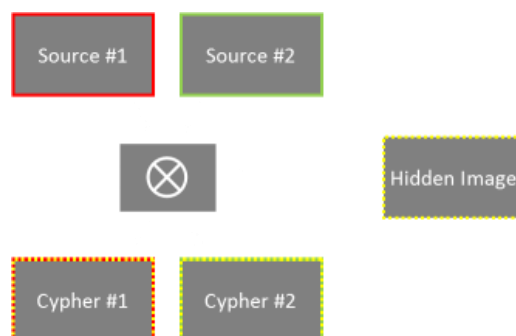 Source #1
Source #2
Hidden Image
Cypher #1
Cypher #2